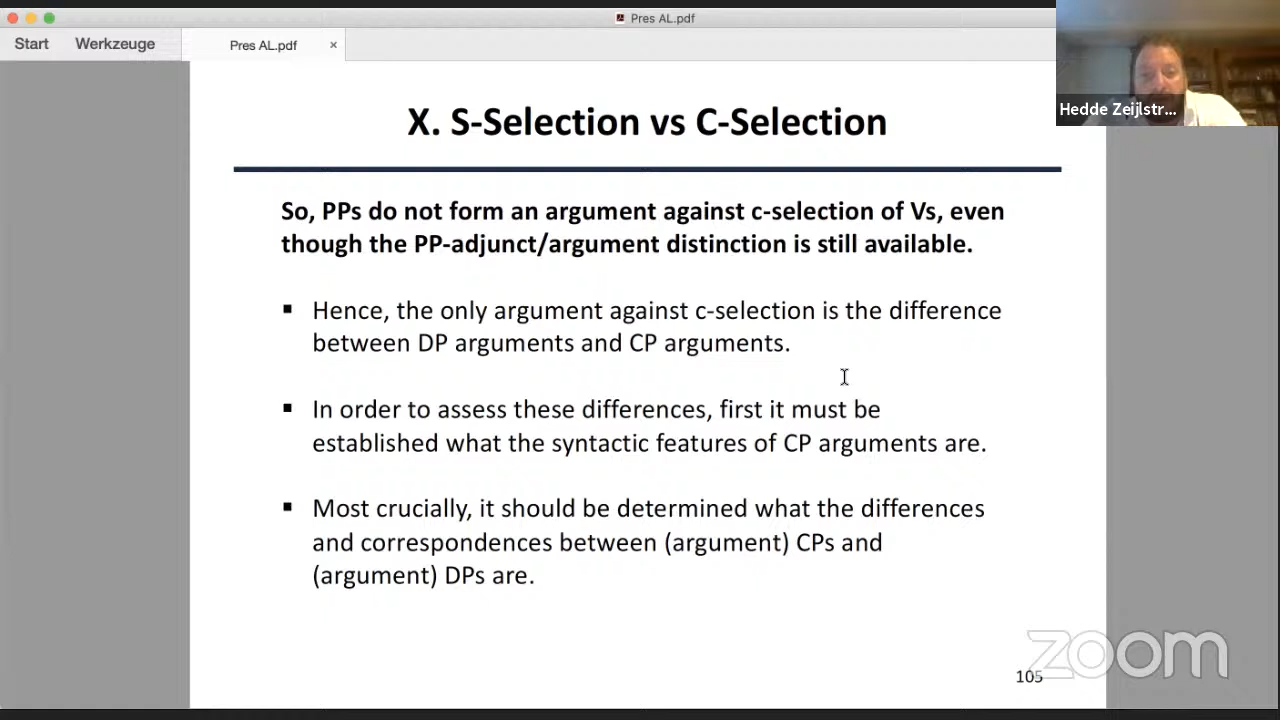 Pres AL.pdf
Start Werkzeuge Pres AL.pdf ×
Hedde Zeijlstr...
X. S-Selection vs C-Selection
So, PPs do not form an argument against c-selection of Vs, even
though the PP-adjunct/argument distinction is still available.
▪ Hence, the only argument against c-selection is the difference
between DP arguments and CP arguments.
▪ In order to assess these differences, first it must be
established what the syntactic features of CP arguments are.
▪ Most crucially, it should be determined what the differences
and correspondences between (argument) CPs and
(argument) DPs are.
zoom
105